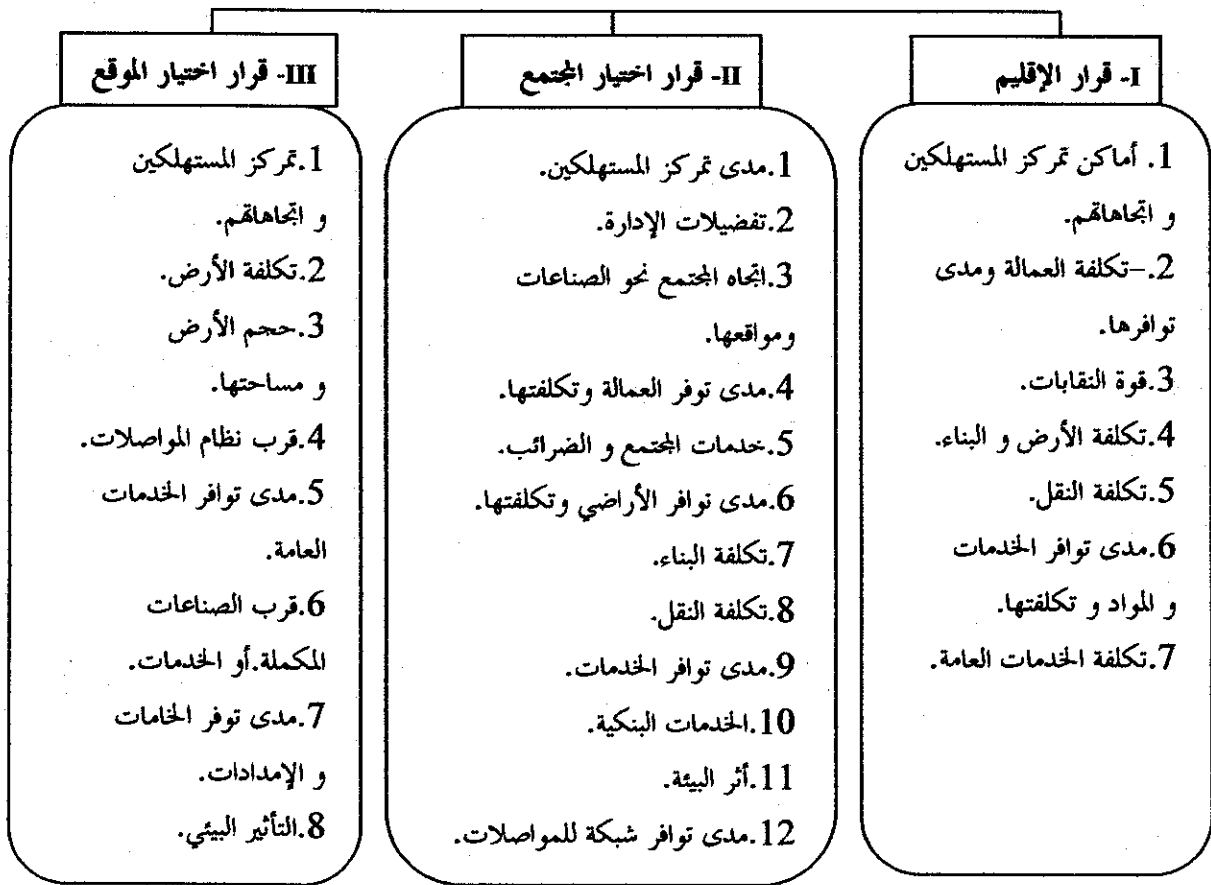 I- قرار الإقليم
1. أماكن تمركز المستهلكين
و اتجاهاتهم.
2.–تكلفة العمالة ومدى
توافرها.
3.قوة النقابات.
4.تكلفة الأرض و البناء.
5.تكلفة النقل.
6.مدى توافر الخدمات
و المواد و تكلفتها.
7.تكلفة الخدمات العامة.
II- قرار اختيار المجتمع
1.مدى تمركز المستهلكين.
2.تفضيلات الإدارة.
3.اتجاه المجتمع نحو الصناعات
ومواقعها.
4.مدى توفر العمالة وتكلفتها.
5.خدمات المجتمع و الضرائب.
6.مدى توافر الأراضي وتكلفتها.
7.تكلفة البناء.
8.تكلفة النقل.
9.مدى توافر الخدمات.
10.الخدمات البنكية.
11.أثر البيئة.
12.مدى توافر شبكة للمواصلات.
III- قرار اختيار الموقع
1.تمركز المستهلكين
و اتجاهاتهم.
2.تكلفة الأرض.
3.حجم الأرض
و مساحتها.
4.قرب نظام المواصلات.
5.مدى توافر الخدمات
العامة.
6.قرب الصناعات
المكملة.أو الخدمات.
7.مدى توفر الخامات
و الإمدادات.
8.التأثير البيئي.